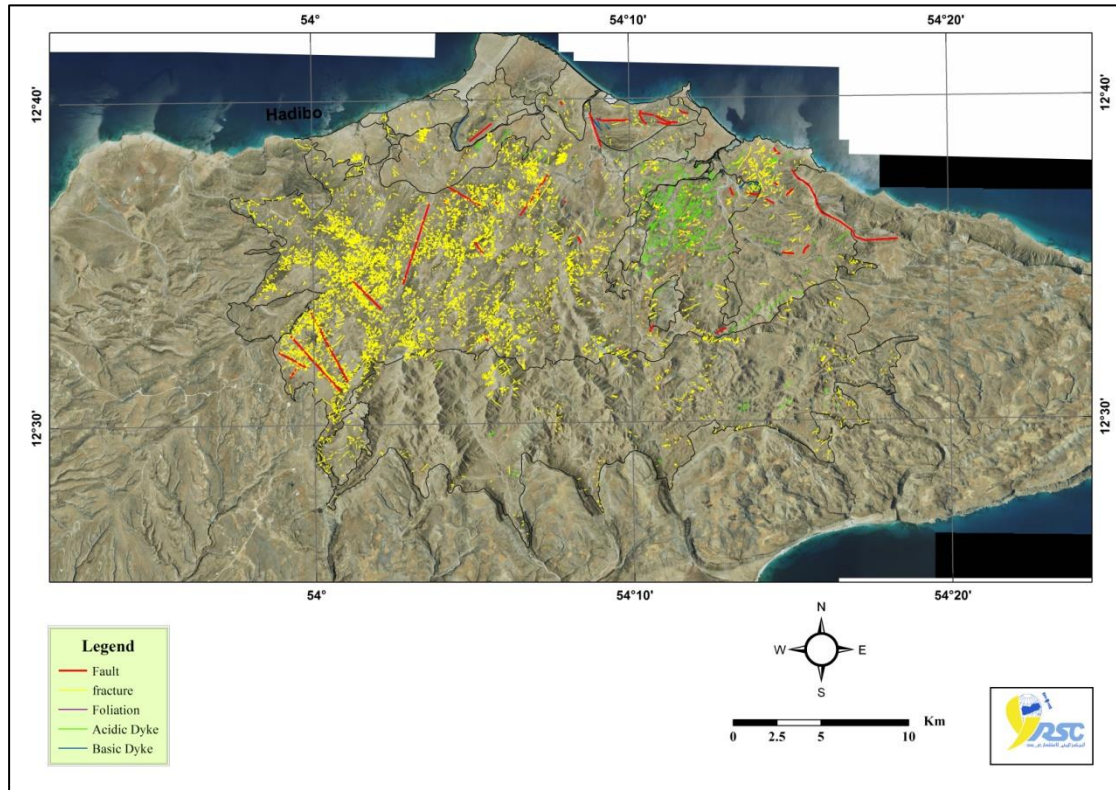 54°
54°10'
54°20'
12°40'
12°40'
Hadibo
12°30'
12°30'
54°
54°10'
54°20'
Legend
Fault
fracture
Foliation
Acidic Dyke
Basic Dyke
N
W
E
S
Km
0
2.5
5
10
RSC